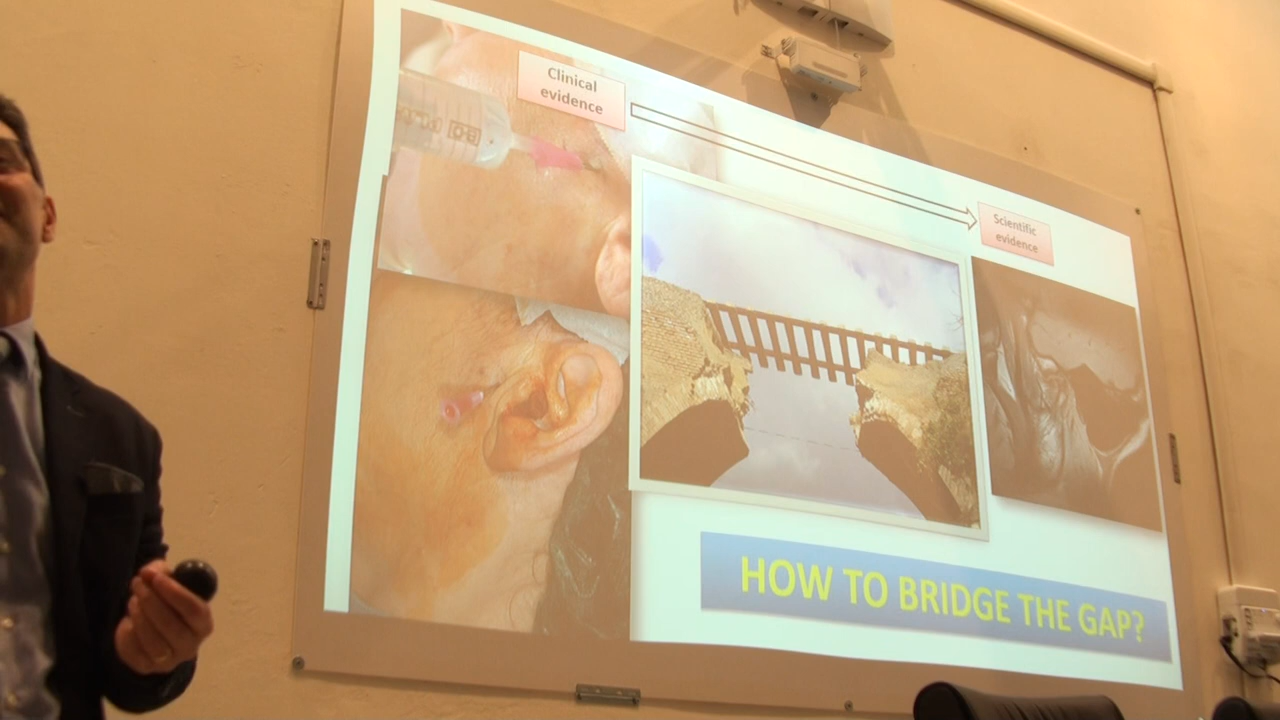 Clinical
evidence
Scientific
evidence
HOW TO BRIDGE THE GAP?